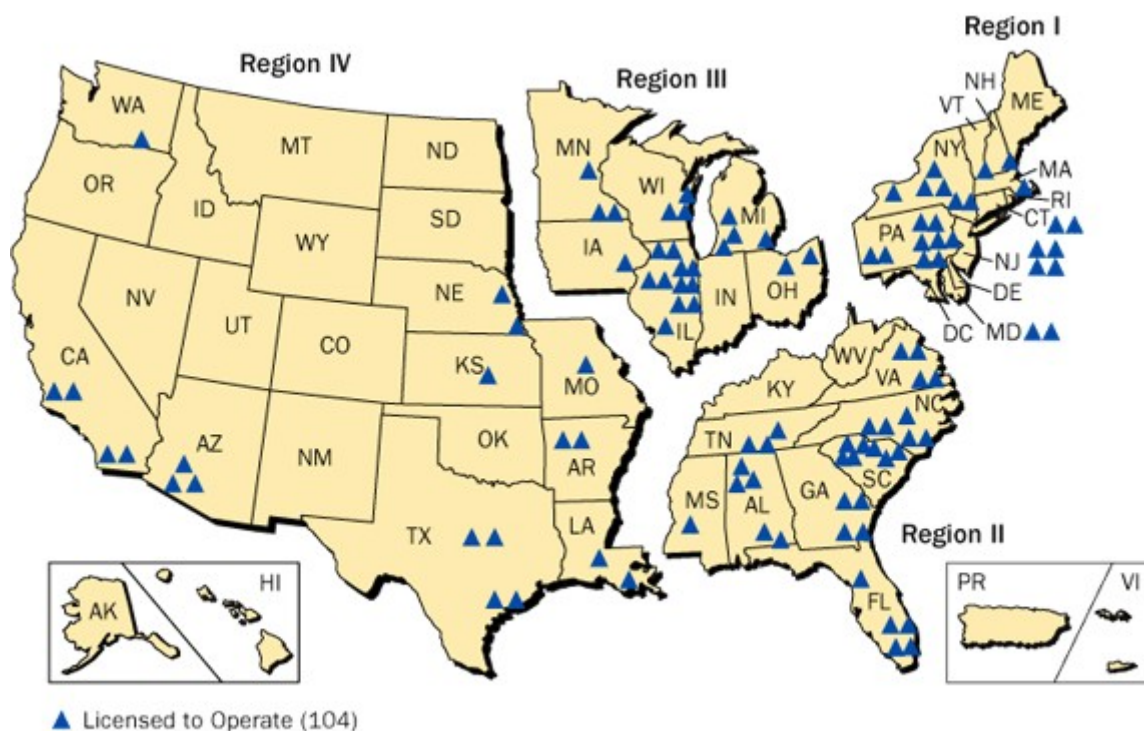 Region I
Region IV
Region III
NH
VT
ME
WA
MT
ND
MN
NY
MA
OR
ID
SD
WI
MI
RI
CT
WY
IA
PA
NJ
NV
NE
IL
IN
OH
DE
UT
CO
DC
MD
CA
KS
MO
WV
VA
KY
NC
AZ
NM
OK
AR
TN
SC
TX
LA
MS
AL
GA
Region II
AK
HI
FL
PR
VI
Licensed to Operate (104)